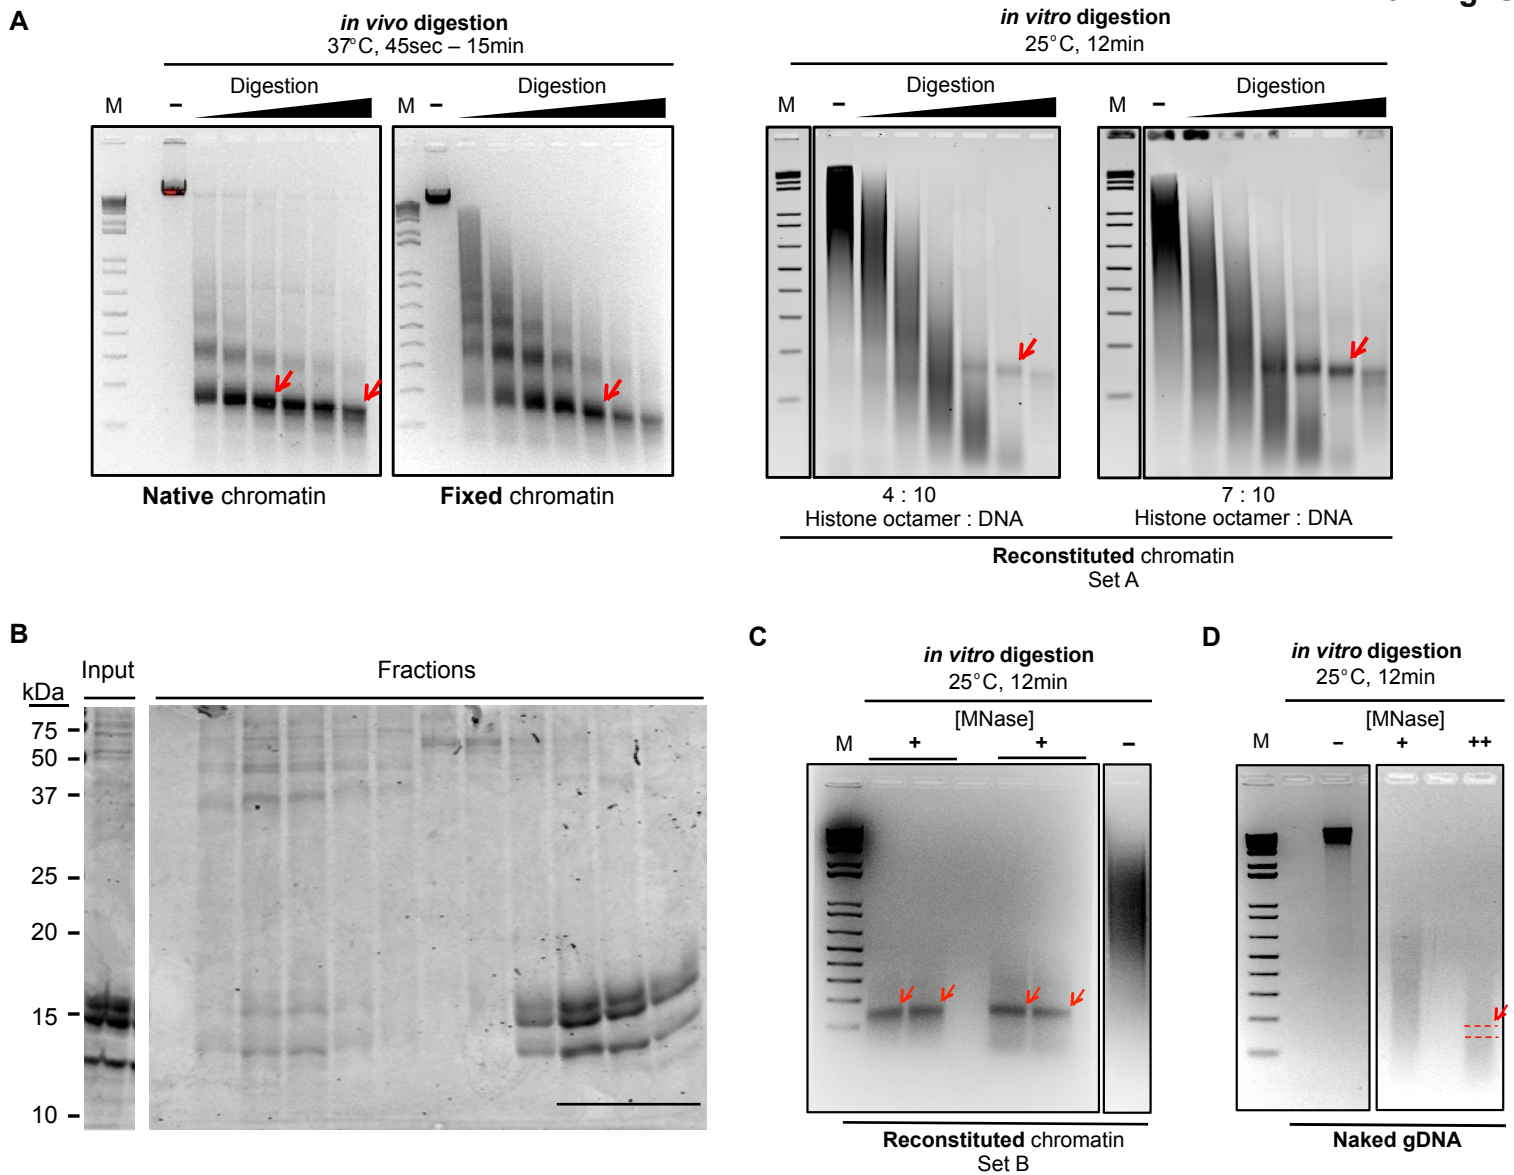 A
in vivo digestion
37°C, 45sec – 15min
Digestion
Digestion
M
–
M
–
Native chromatin
Fixed chromatin
in vitro digestion
25°C, 12min
Digestion
Digestion
M
–
M
–
4 : 10
Histone octamer : DNA
7 : 10
Histone octamer : DNA
Reconstituted chromatin
Set A
B
Input
Fractions
kDa
75
50
37
25
20
15
10
C
in vitro digestion
25°C, 12min
[MNase]
M
+
+
–
Reconstituted chromatin
Set B
D
in vitro digestion
25°C, 12min
[MNase]
M
–
+
++
Naked gDNA